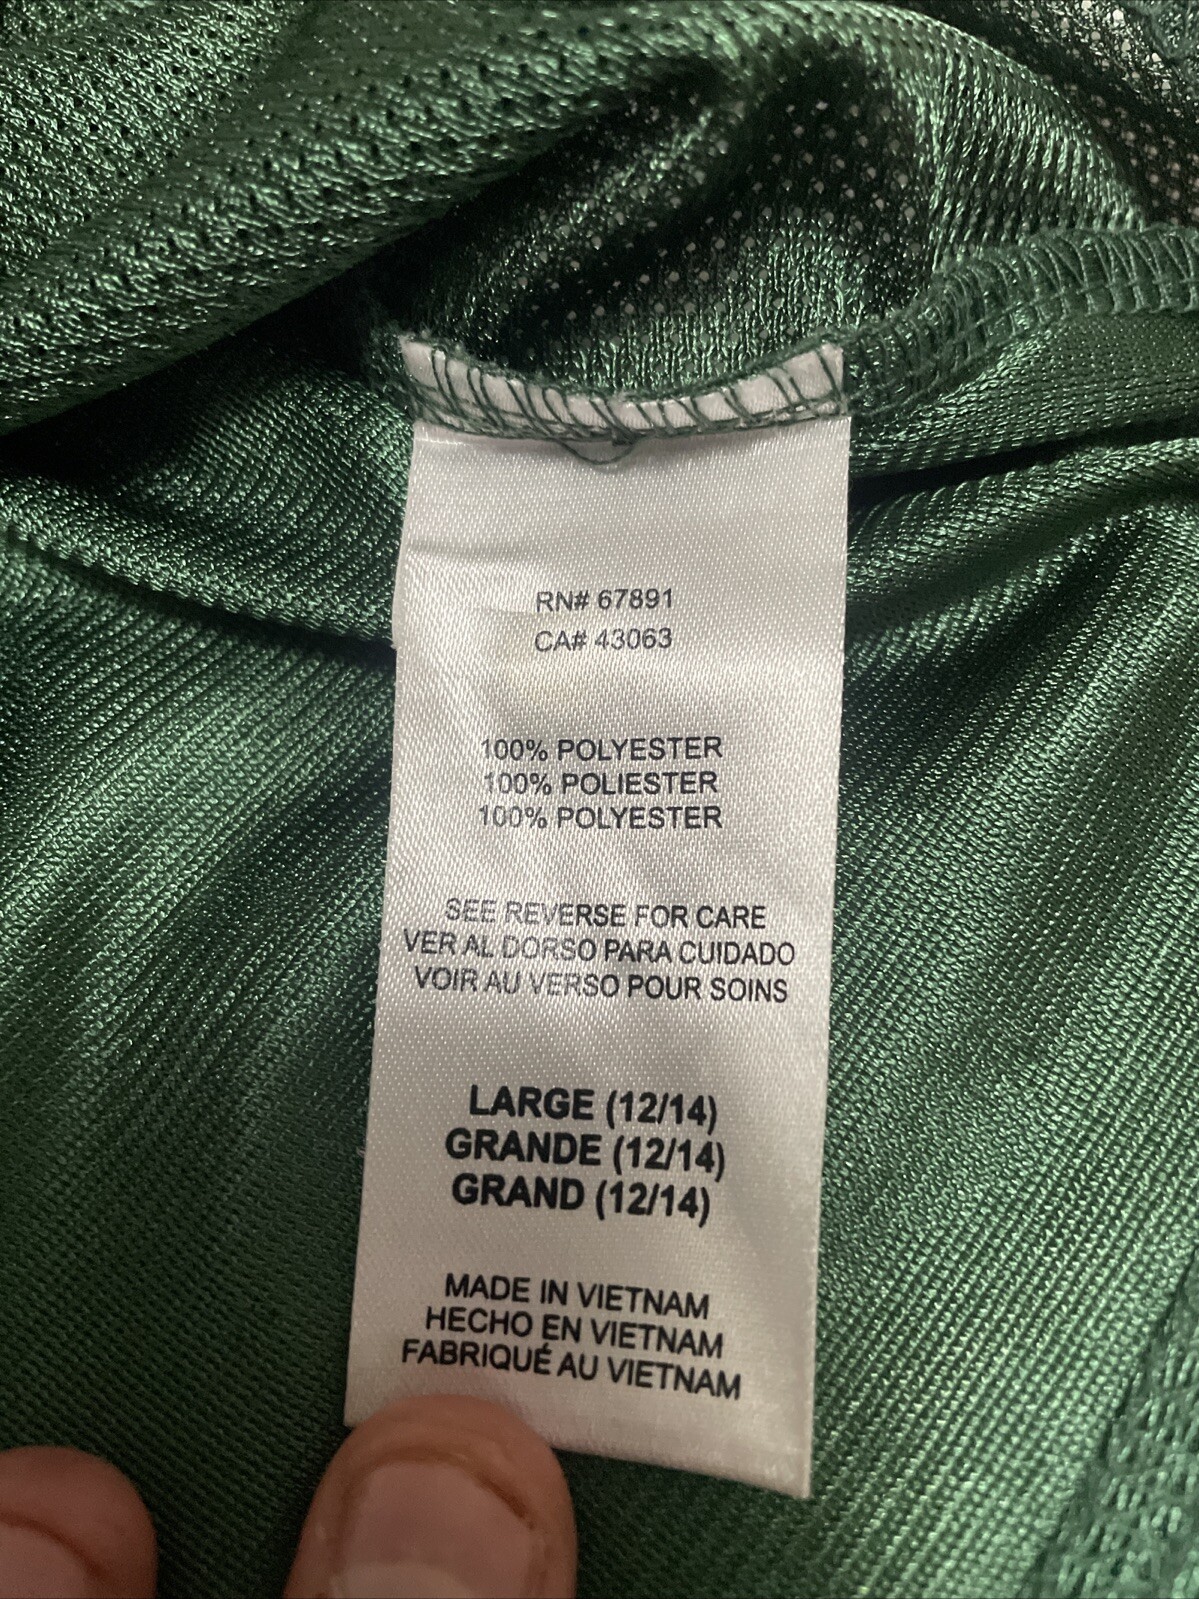 RN# 67891
CA# 43063
100% POLYESTER
100% POLIESTER
100% POLYESTER
SEE REVERSE FOR CARE
VER AL DORSO PARA CUIDADO
VOIR AU VERSO POUR SOINS
LARGE (12/14)
GRANDE (12/14)
GRAND (12/14)
MADE IN VIETNAM
HECHO EN VIETNAM
FABRIQUÉ AU VIETNAM